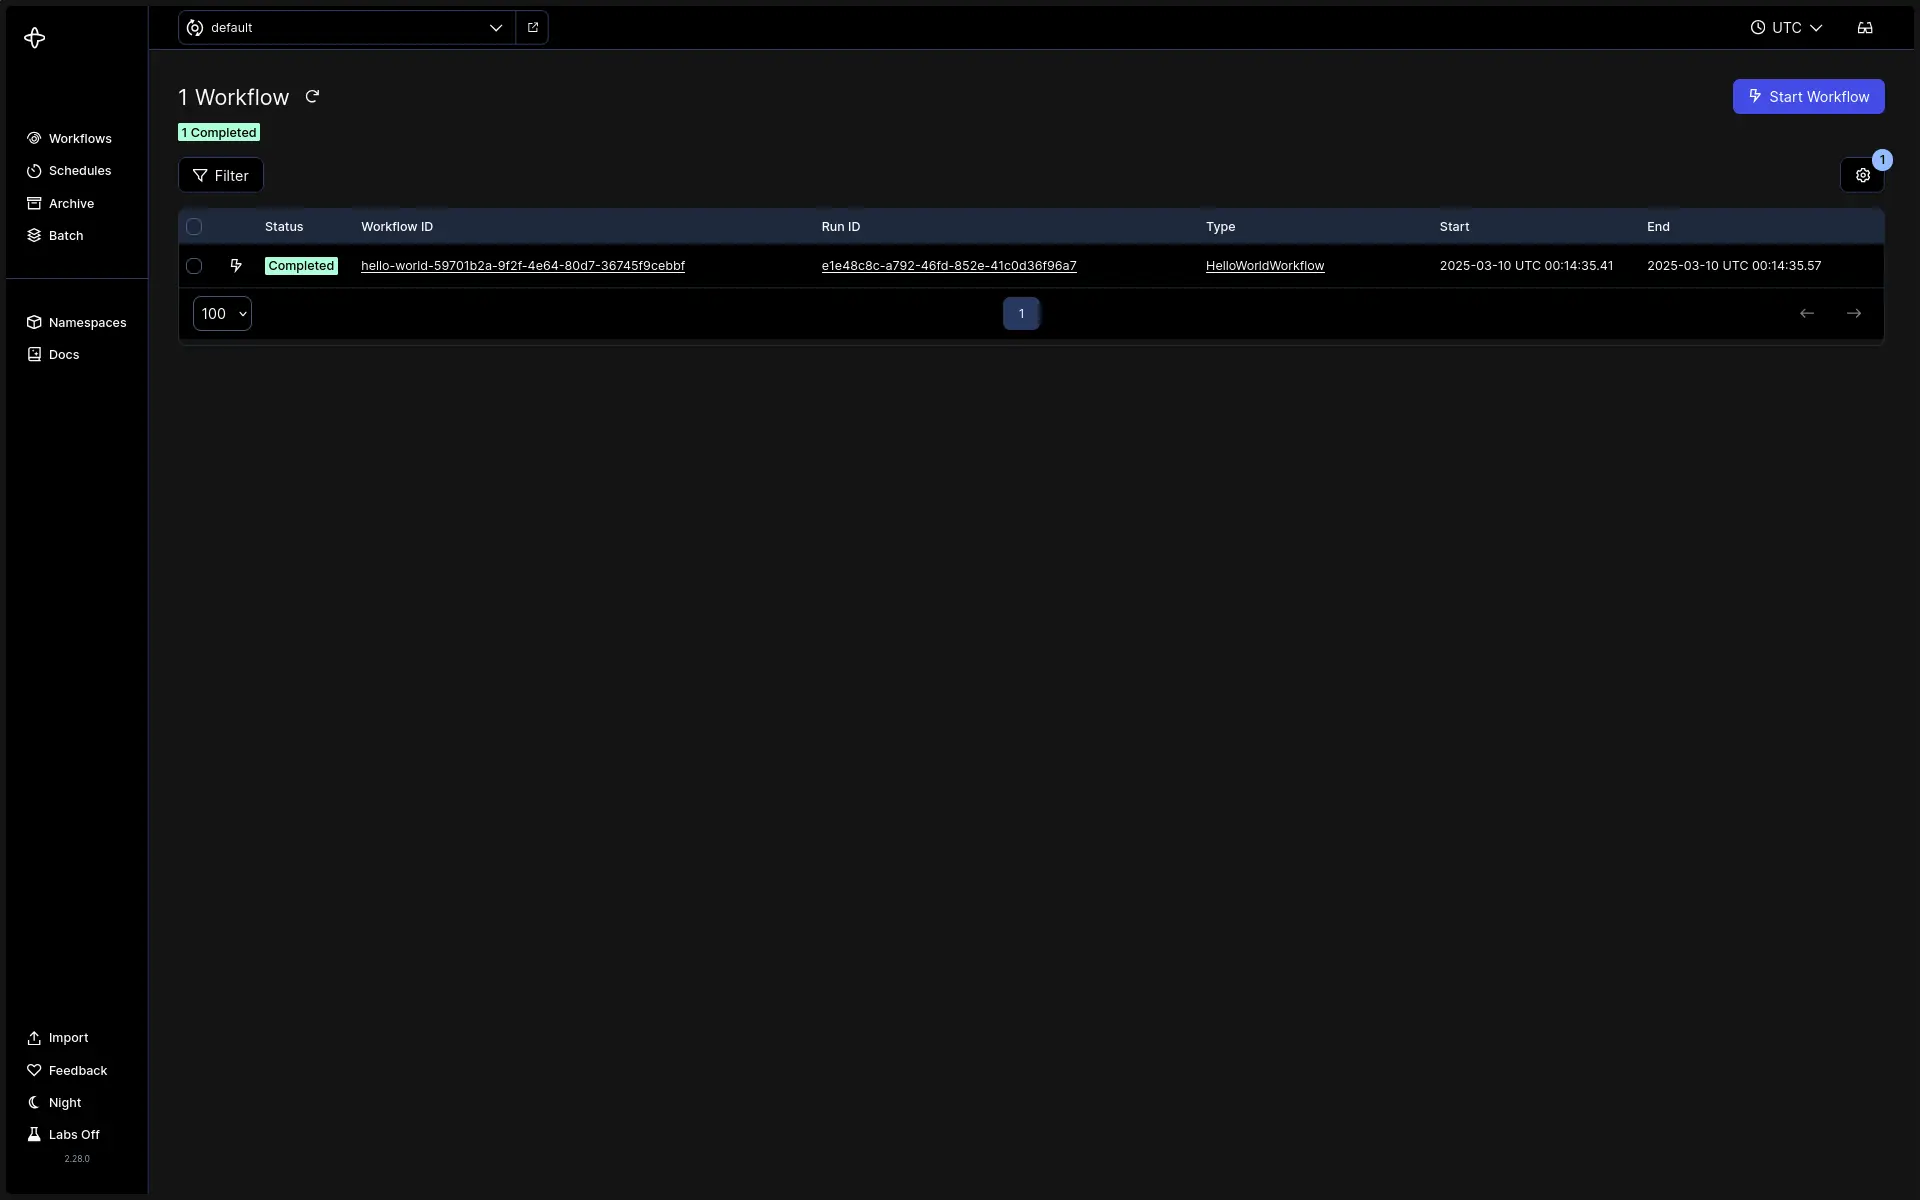 default
UTC
Workflows
Schedules
Archive
Batch
Namespaces
Docs
Import
Feedback
Night
Labs Off
2.28.0
1 Workflow
Start Workflow
1 Completed
Filter
1
Status Workflow ID Run ID Type Start End
Completed hello-world-59701b2a-9f2f-4e64-80d7-36745f9cebbf e1e48c8c-a792-46fd-852e-41c0d36f96a7 HelloWorldWorkflow 2025-03-10 UTC 00:14:35.41 2025-03-10 UTC 00:14:35.57
100 1